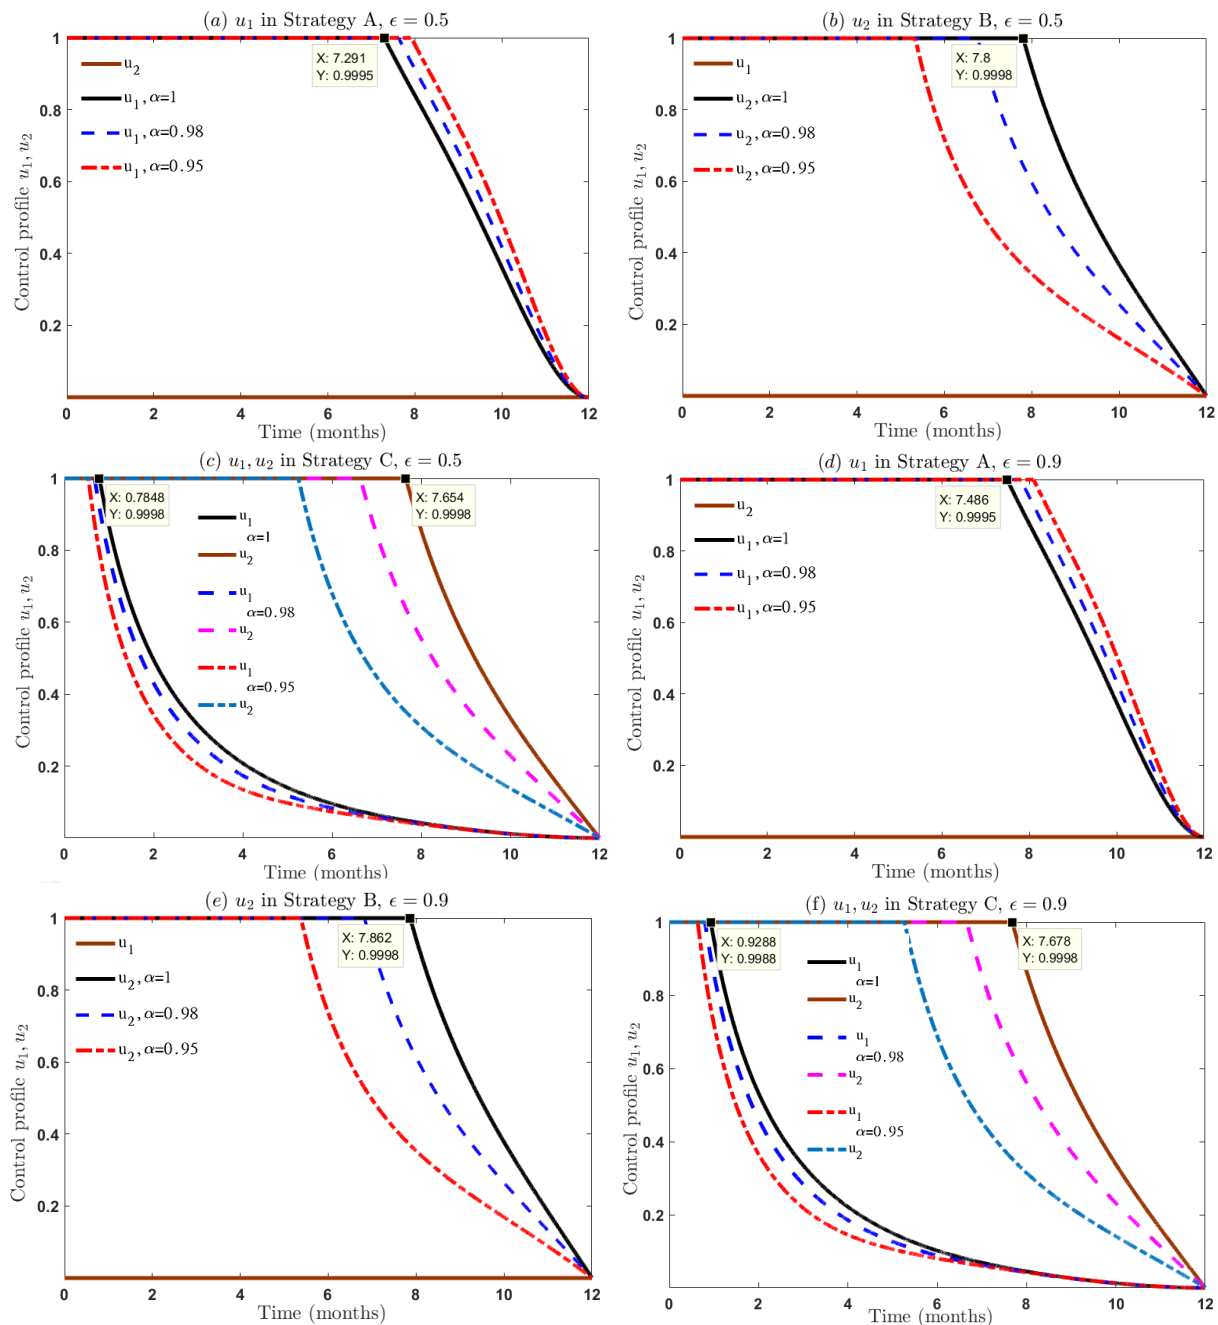 (a) u₁ in Strategy A, ϵ = 0.5
X: 7.291
Y: 0.9995
u₂
u₁, α=1
u₁, α=0.98
u₁, α=0.95
Control profile u₁, u₂
1
0.8
0.6
0.4
0.2
0 2 4 6 8 10 12
Time (months)
(b) u₂ in Strategy B, ϵ = 0.5
X: 7.8
Y: 0.9998
u₁
u₂, α=1
u₂, α=0.98
u₂, α=0.95
Control profile u₁, u₂
1
0.8
0.6
0.4
0.2
0 2 4 6 8 10 12
Time (months)
(c) u₁, u₂ in Strategy C, ϵ = 0.5
X: 0.7848
Y: 0.9998
X: 7.654
Y: 0.9998
u₁
α=1
u₂
u₁
α=0.98
u₂
u₁
α=0.95
u₂
Control profile u₁, u₂
1
0.8
0.6
0.4
0.2
0 2 4 6 8 10 12
Time (months)
(d) u₁ in Strategy A, ϵ = 0.9
X: 7.486
Y: 0.9995
u₂
u₁, α=1
u₁, α=0.98
u₁, α=0.95
Control profile u₁, u₂
1
0.8
0.6
0.4
0.2
0 2 4 6 8 10 12
Time (months)
(e) u₂ in Strategy B, ϵ = 0.9
X: 7.862
Y: 0.9998
u₁
u₂, α=1
u₂, α=0.98
u₂, α=0.95
Control profile u₁, u₂
1
0.8
0.6
0.4
0.2
0 2 4 6 8 10 12
Time (months)
(f) u₁, u₂ in Strategy C, ϵ = 0.9
X: 0.9288
Y: 0.9988
X: 7.678
Y: 0.9998
u₁
α=1
u₂
u₁
α=0.98
u₂
u₁
α=0.95
u₂
Control profile u₁, u₂
1
0.8
0.6
0.4
0.2
0 2 4 6 8 10 12
Time (months)